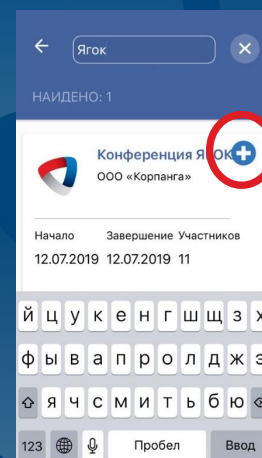 Ягок
НАЙДЕНО: 1
Конференция ЯГОК
ООО «Корпанга»
Начало Завершение Участников
12.07.2019 12.07.2019 11
й ц у к е н г ш щ з х
ф ы в а п р о л д ж э
я ч с м и т ь б ю
123 Пробел Ввод